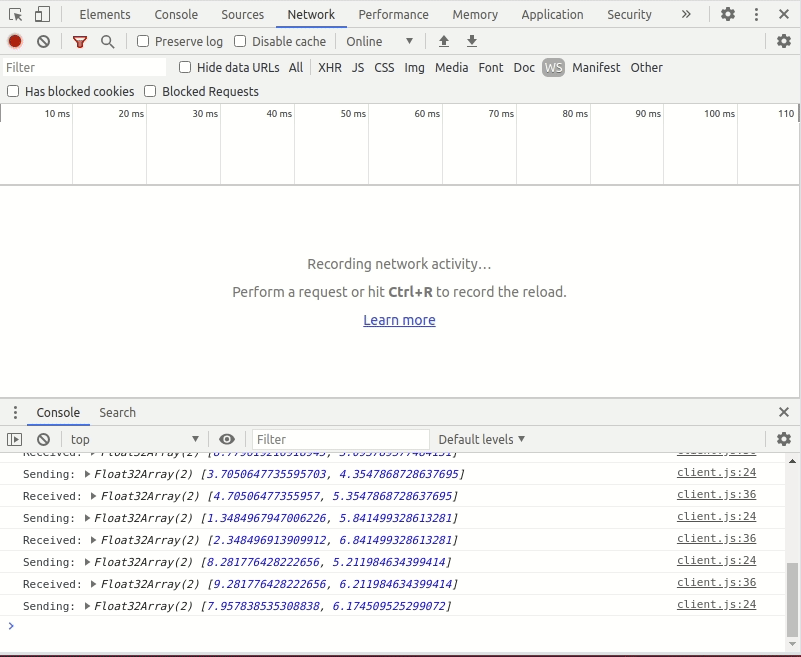 Elements Console Sources Network Performance Memory Application Security »
Preserve log Disable cache Online
Filter Hide data URLs All XHR JS CSS Img Media Font Doc WS Manifest Other
Has blocked cookies Blocked Requests
10 ms 20 ms 30 ms 40 ms 50 ms 60 ms 70 ms 80 ms 90 ms 100 ms 110
Recording network activity…
Perform a request or hit Ctrl+R to record the reload.
Learn more
Console Search
top Filter Default levels
Sending: Float32Array(2) [3.7050647735595703, 4.3547868728637695] client.js:24
Received: Float32Array(2) [4.70506477355957, 5.3547868728637695] client.js:36
Sending: Float32Array(2) [1.3484967947006226, 5.841499328613281] client.js:24
Received: Float32Array(2) [2.348496913909912, 6.841499328613281] client.js:36
Sending: Float32Array(2) [8.281776428222656, 5.211984634399414] client.js:24
Received: Float32Array(2) [9.281776428222656, 6.211984634399414] client.js:36
Sending: Float32Array(2) [7.957838535308838, 6.174509525299072] client.js:24